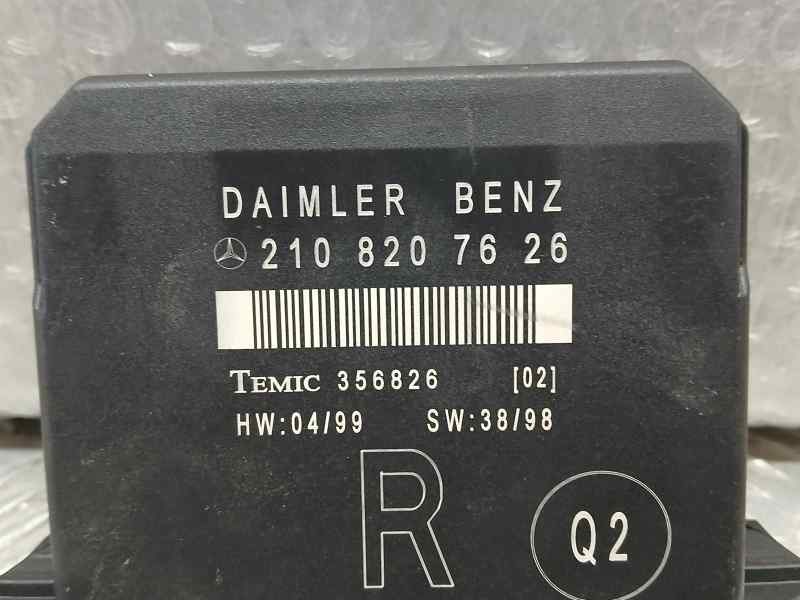 DAIMLER BENZ
210 820 76 26
TEMIC 356826 [02]
HW:04/99 SW:38/98
R
Q2